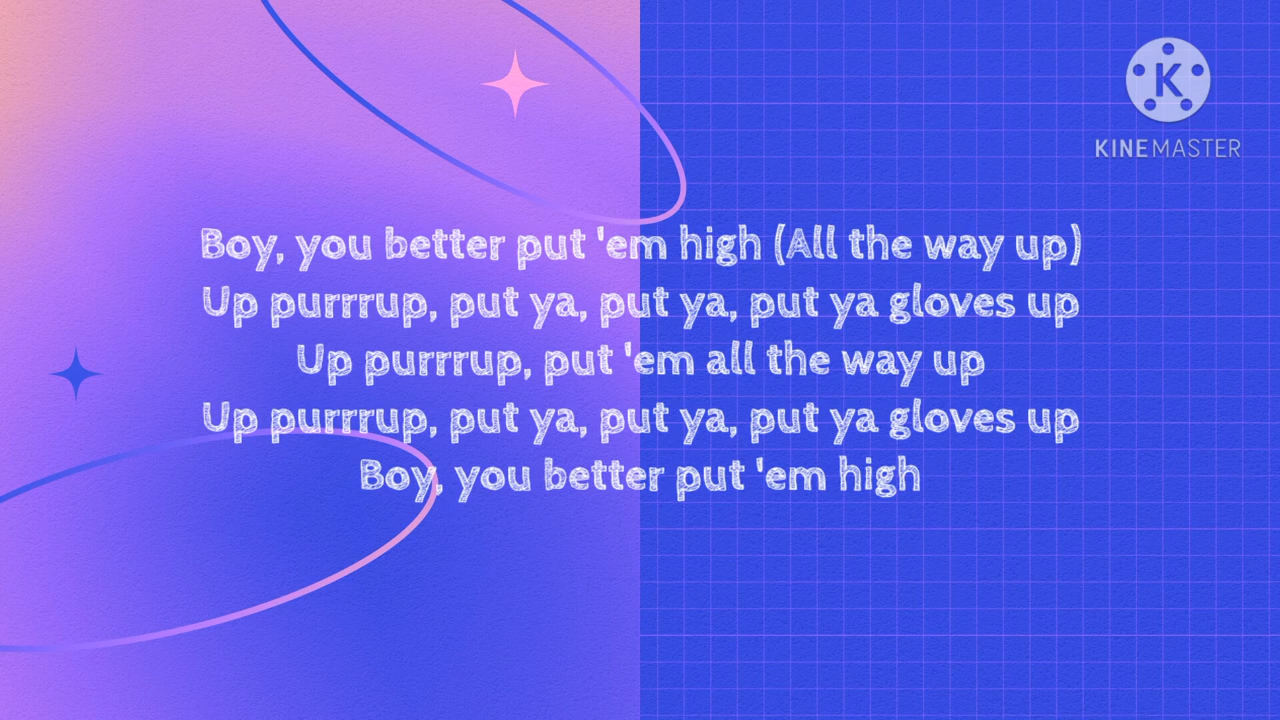 K
KINEMASTER
Boy, you better put 'em high (All the way up)
Up purrrup, put ya, put ya, put ya gloves up
Up purrrup, put 'em all the way up
Up purrrup, put ya, put ya, put ya gloves up
Boy, you better put 'em high